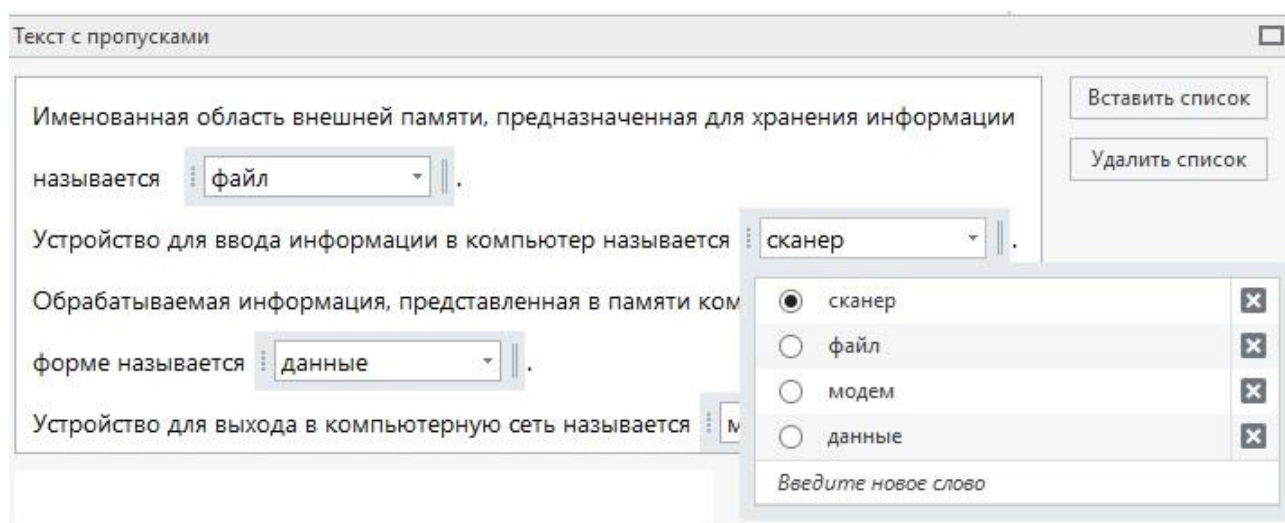 Текст с пропусками
Вставить список
Удалить список
Именованная область внешней памяти, предназначенная для хранения информации
называется файл .
Устройство для ввода информации в компьютер называется сканер .
Обрабатываемая информация, представленная в памяти
форме называется данные .
Устройство для выхода в компьютерную сеть называется
сканер
файл
модем
данные
Введите новое слово